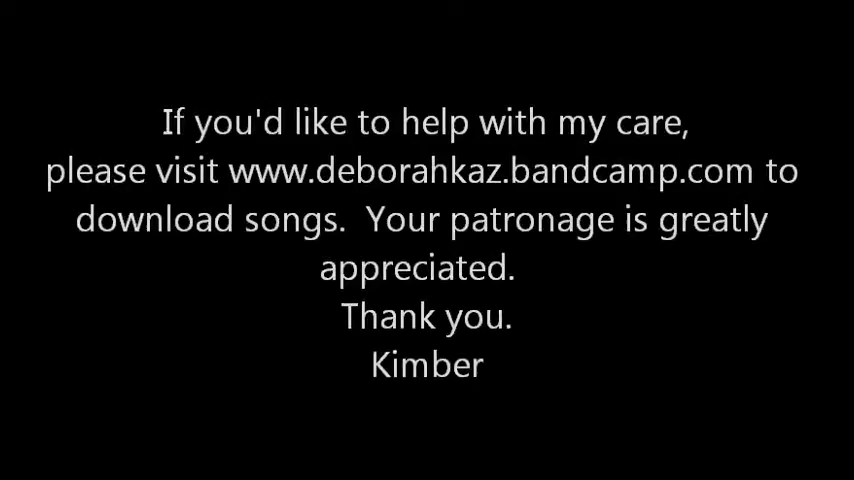 If you'd like to help with my care,
please visit www.deborahkaz.bandcamp.com to
download songs.  Your patronage is greatly
appreciated.
Thank you.
Kimber